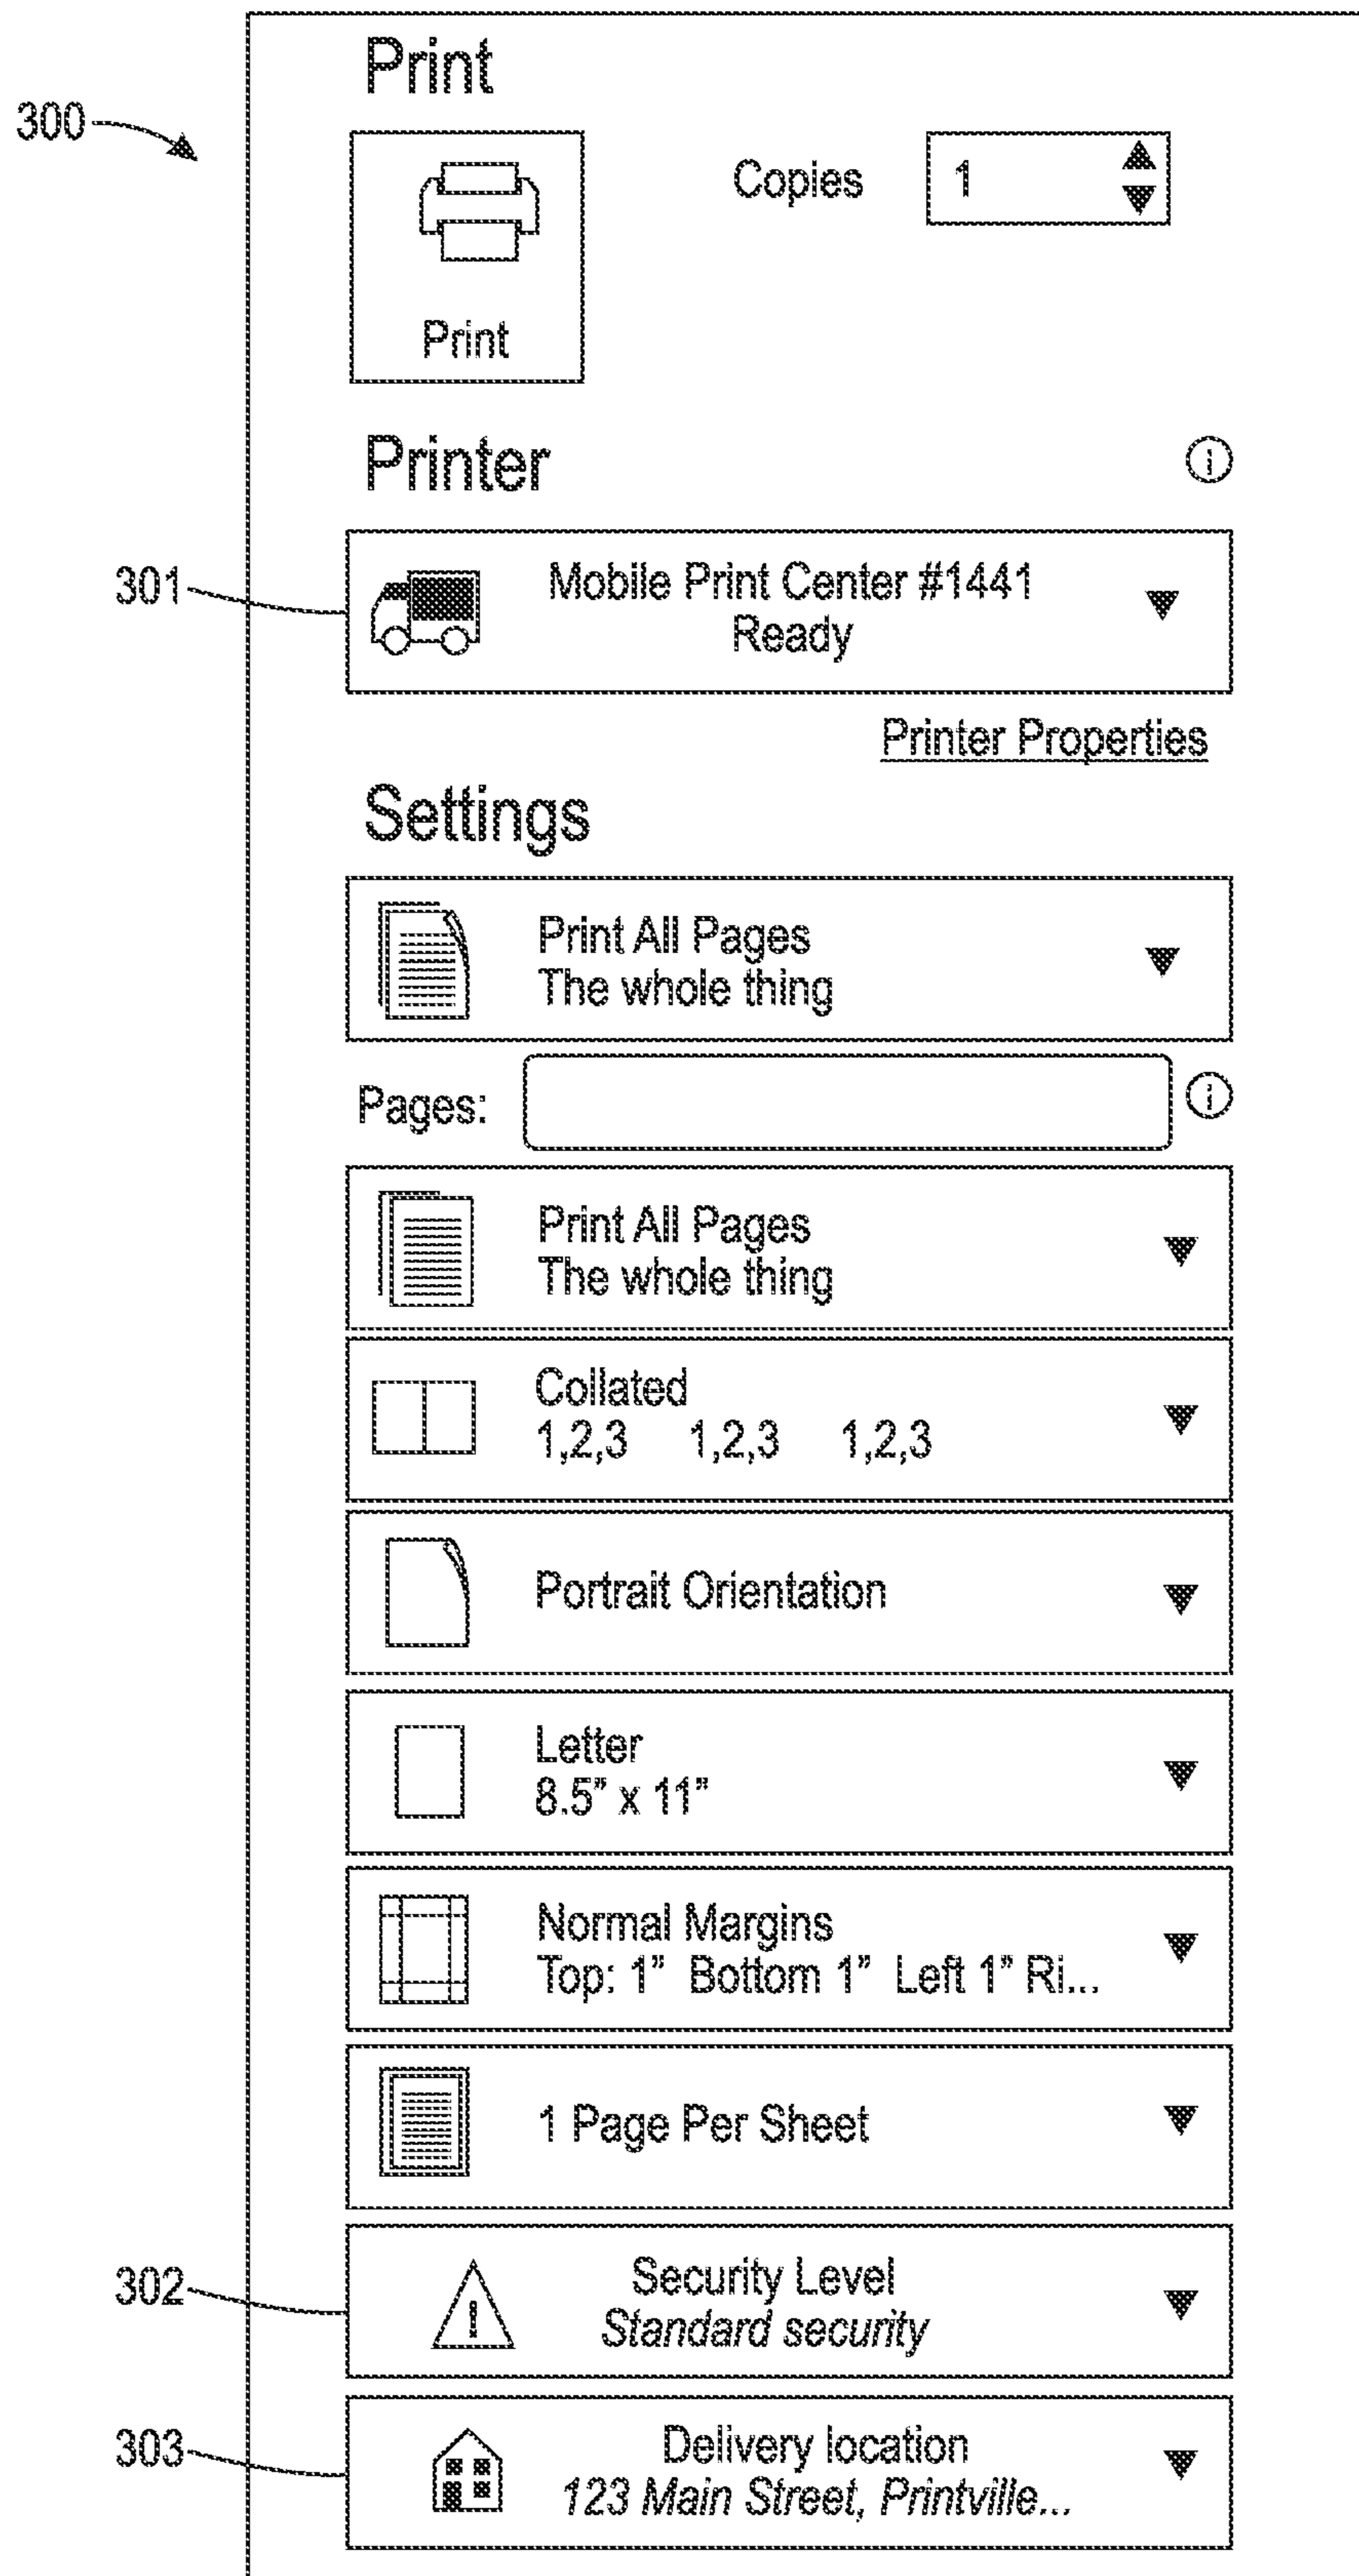 Print
300
Copies
1
Print
Printer
301
Mobile Print Center #1441
Ready
Printer Properties
Settings
Print All Pages
The whole thing
Pages:
Print All Pages
The whole thing
Collated
1,2,3 1,2,3 1,2,3
Portrait Orientation
Letter
8.5” x 11”
Normal Margins
Top: 1” Bottom 1” Left 1” Ri...
1 Page Per Sheet
302
Security Level
Standard security
303
Delivery location
123 Main Street, Printville...